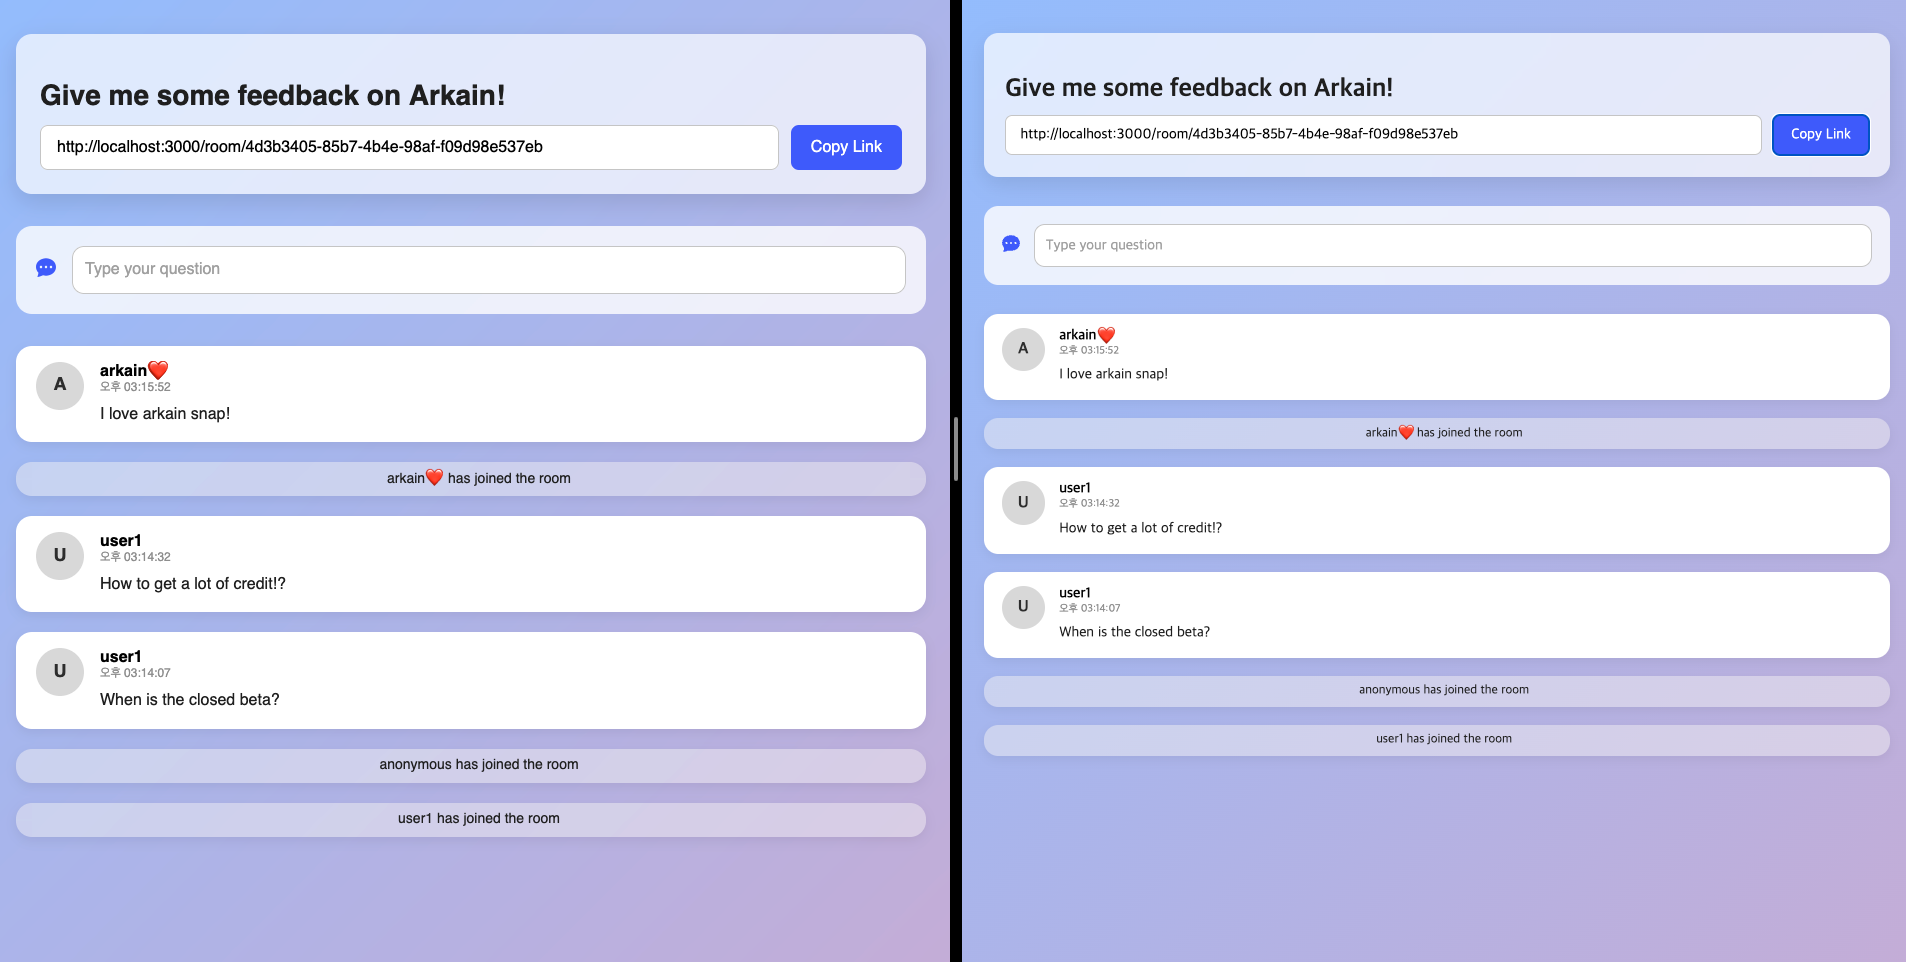 Give me some feedback on Arkain!
http://localhost:3000/room/4d3b3405-85b7-4b4e-98af-f09d98e537eb
Copy Link
Type your question
A
arkain❤️
오후 03:15:52
I love arkain snap!
arkain❤️ has joined the room
U
user1
오후 03:14:32
How to get a lot of credit!?
U
user1
오후 03:14:07
When is the closed beta?
anonymous has joined the room
user1 has joined the room
Give me some feedback on Arkain!
http://localhost:3000/room/4d3b3405-85b7-4b4e-98af-f09d98e537eb
Copy Link
Type your question
A
arkain❤️
오후 03:15:52
I love arkain snap!
arkain❤️ has joined the room
U
user1
오후 03:14:32
How to get a lot of credit!?
U
user1
오후 03:14:07
When is the closed beta?
anonymous has joined the room
user1 has joined the room